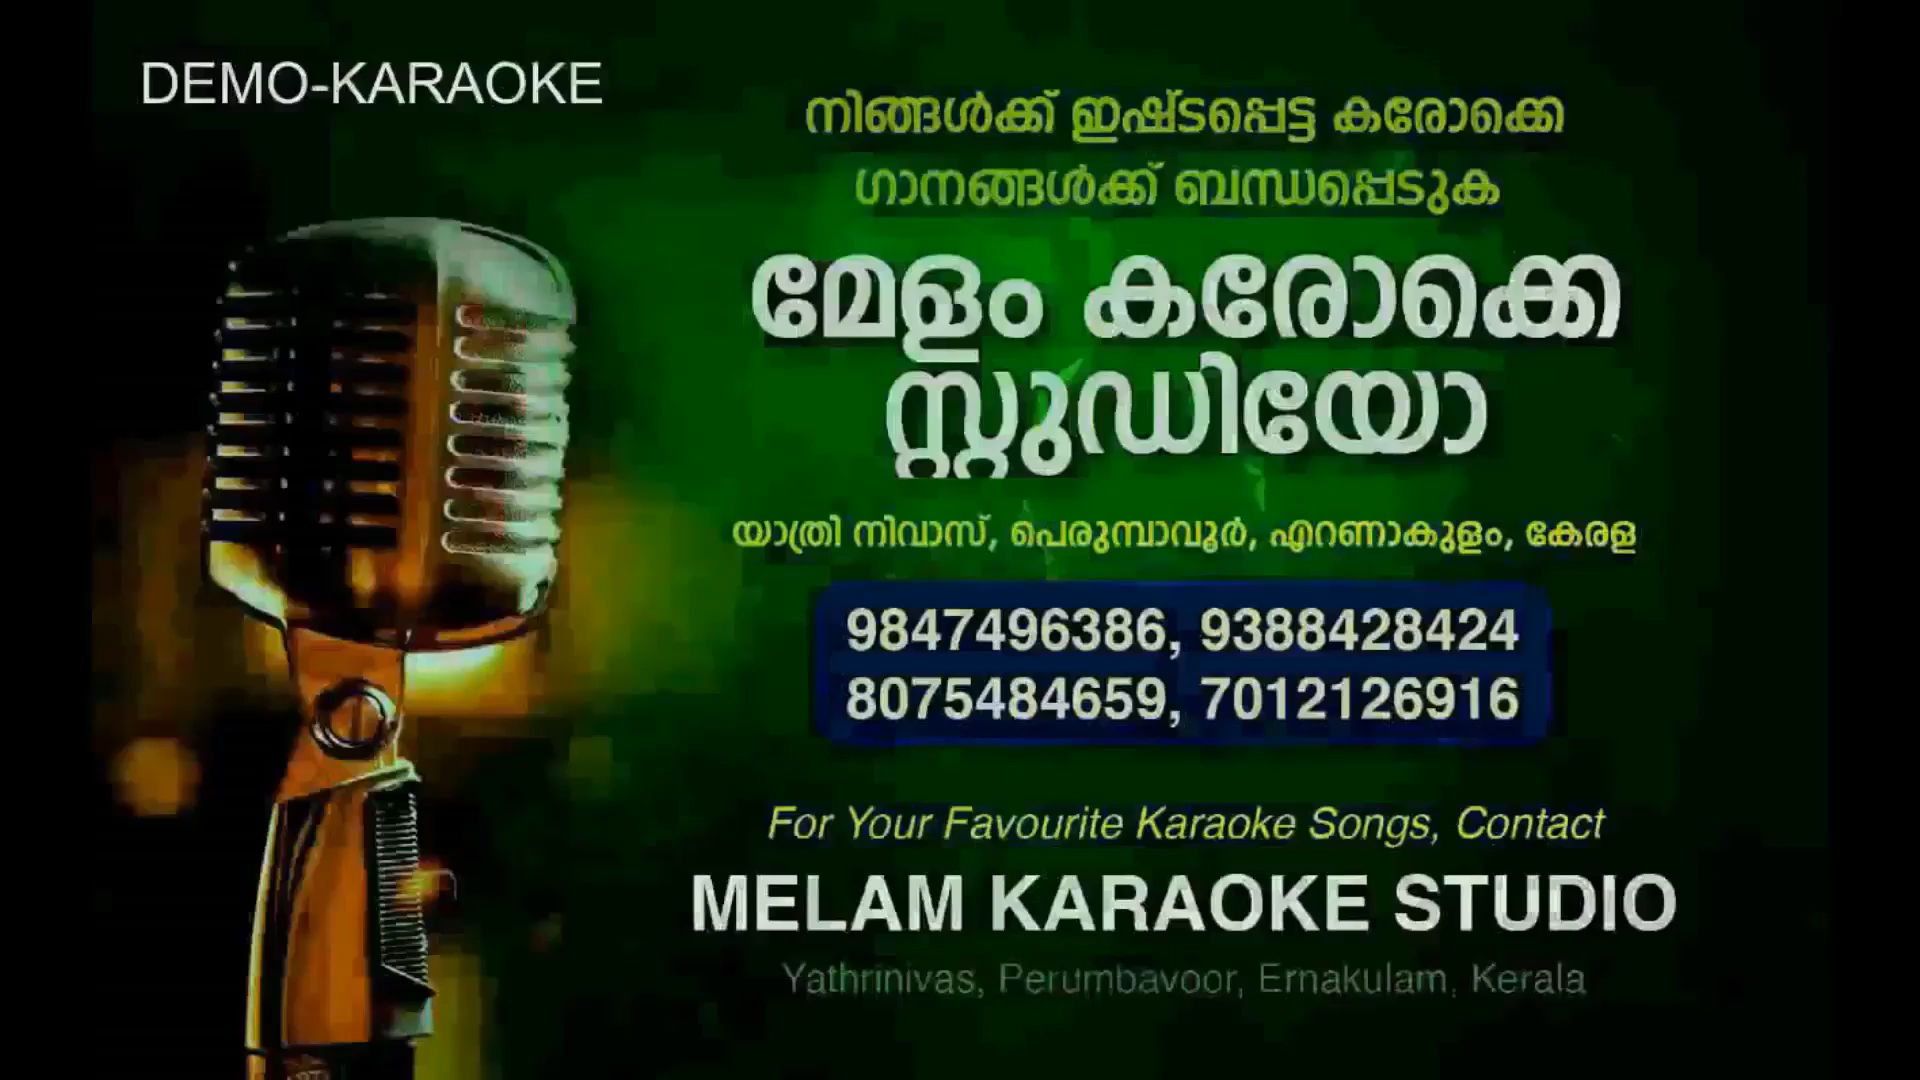 DEMO-KARAOKE
നിങ്ങൾക്ക് ഇഷ്ടപ്പെട്ട കരോക്കെ
ഗാനങ്ങൾക്ക് ബന്ധപ്പെടുക
മേളം കരോക്കെ
സ്റ്റുഡിയോ
യാത്രി നിവാസ്, പെരുമ്പാവൂർ, എറണാകുളം, കേരള
9847496386, 9388428424
8075484659, 7012126916
For Your Favourite Karaoke Songs, Contact
MELAM KARAOKE STUDIO
Yathrinivas, Perumbavoor, Ernakulam, Kerala